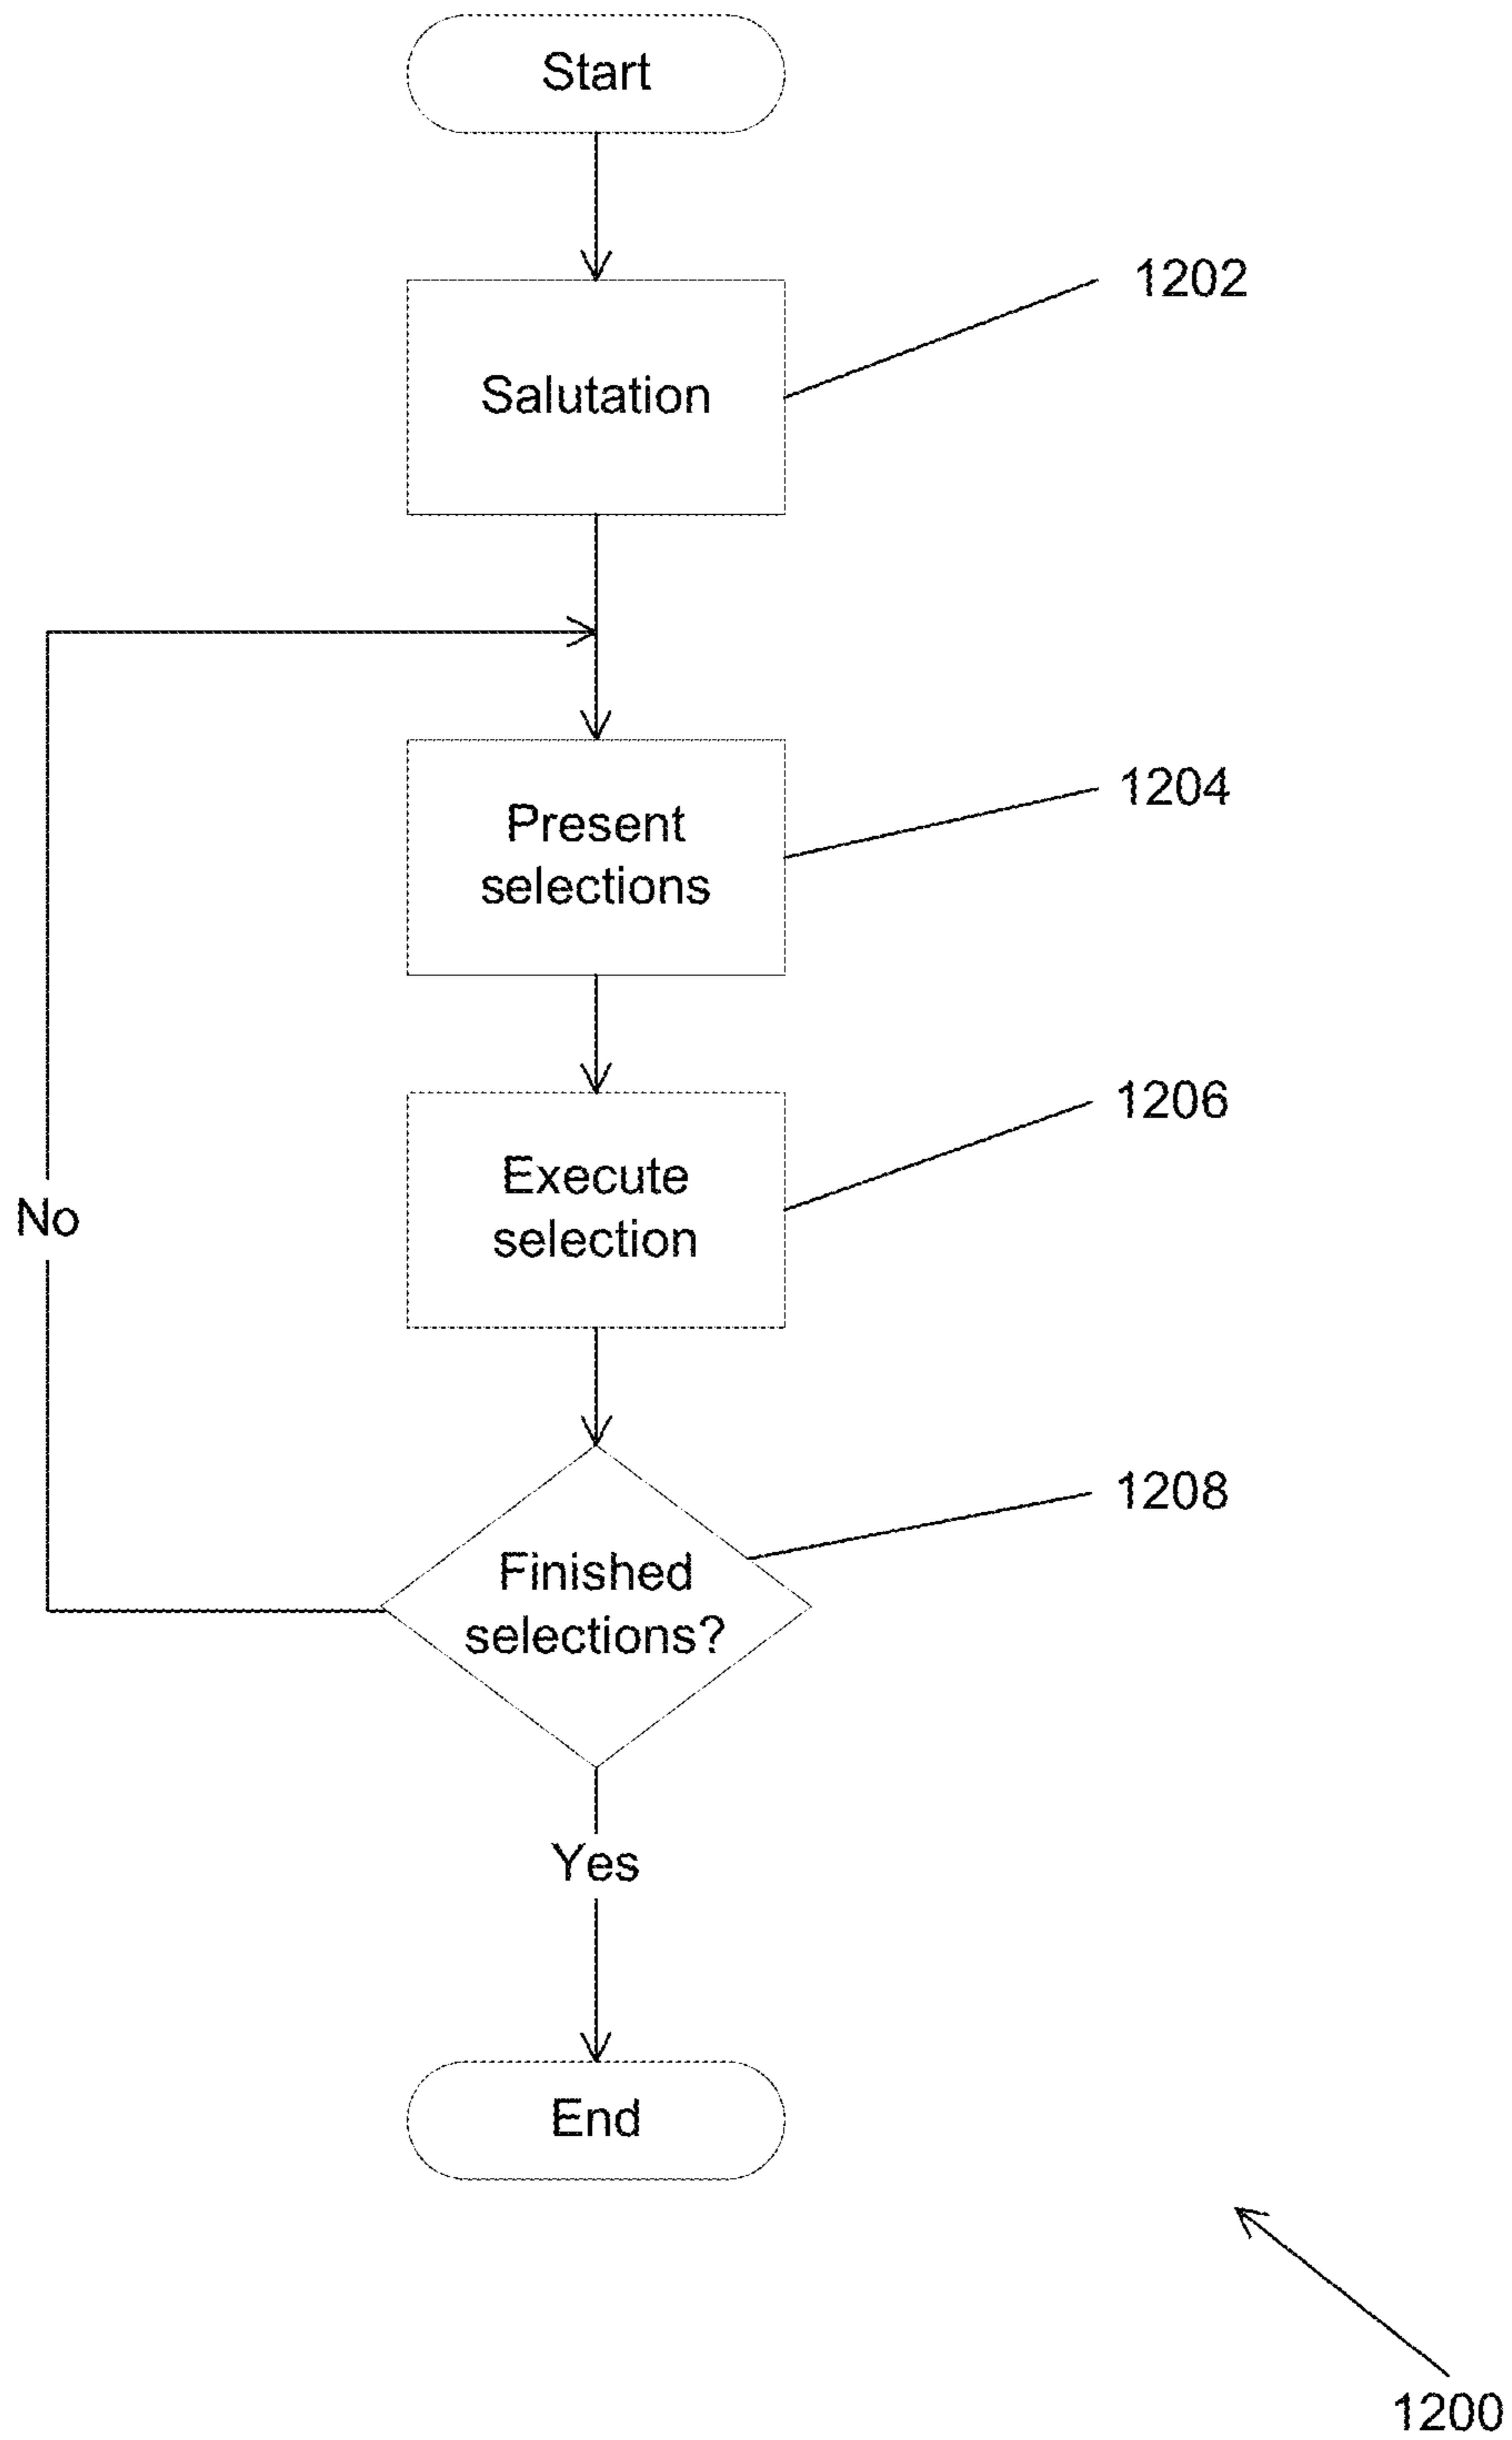 Start
Salutation
1202
Present
selections
1204
Execute
selection
1206
No
Finished
selections?
1208
Yes
End
1200